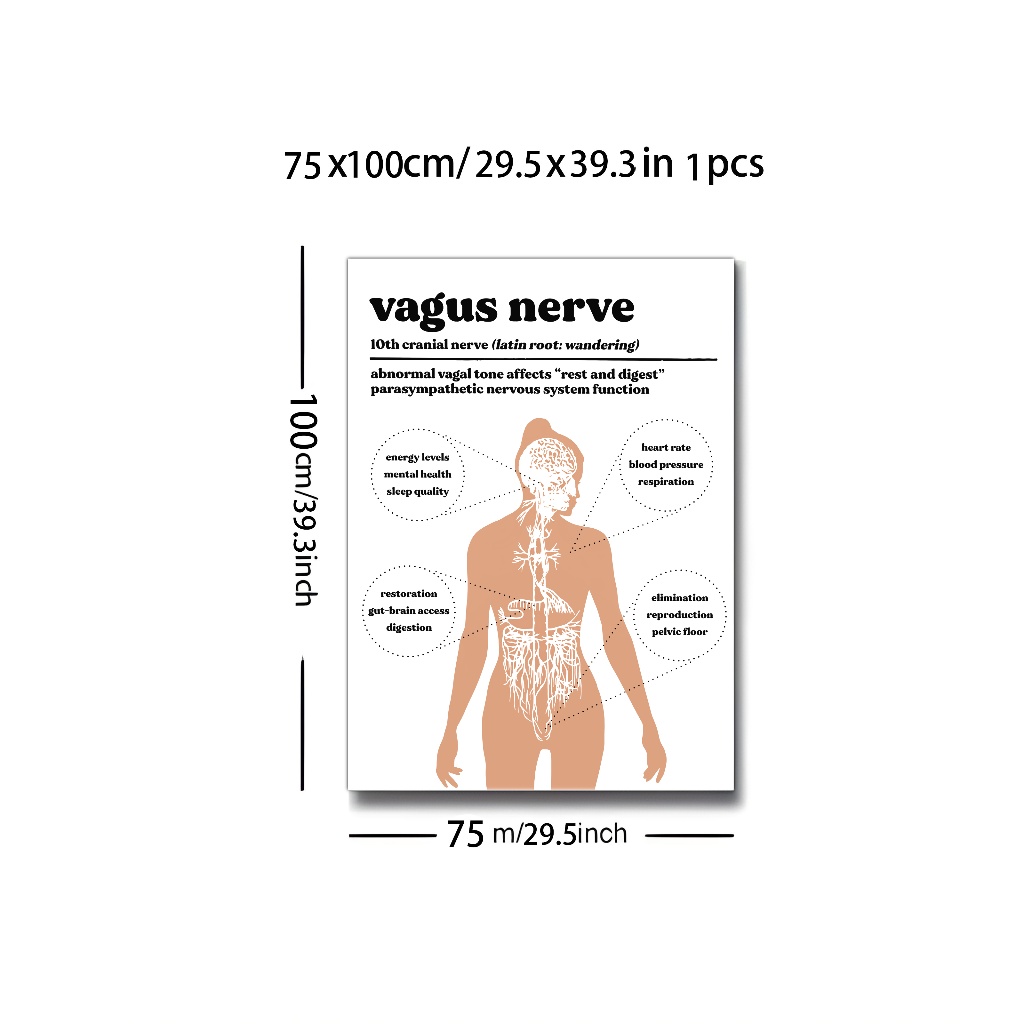 75x100cm/ 29.5x39.3in 1pcs
vagus nerve
10th cranial nerve (latin root: wandering)
abnormal vagal tone affects “rest and digest”
parasympathetic nervous system function
energy levels
mental health
sleep quality
heart rate
blood pressure
respiration
restoration
gut-brain access
digestion
elimination
reproduction
pelvic floor
100cm/39.3inch
75 m/29.5inch